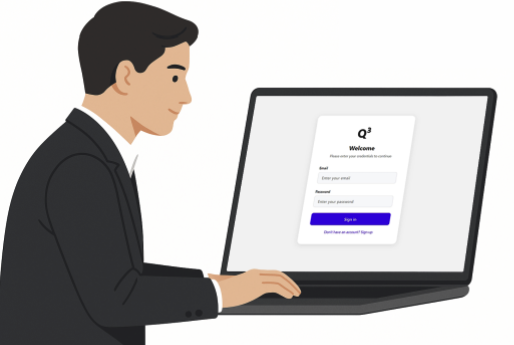 Q³
Welcome
Please enter your credentials to continue
Email
Enter your email
Password
Enter your password
Sign in
Don't have an account? Sign up